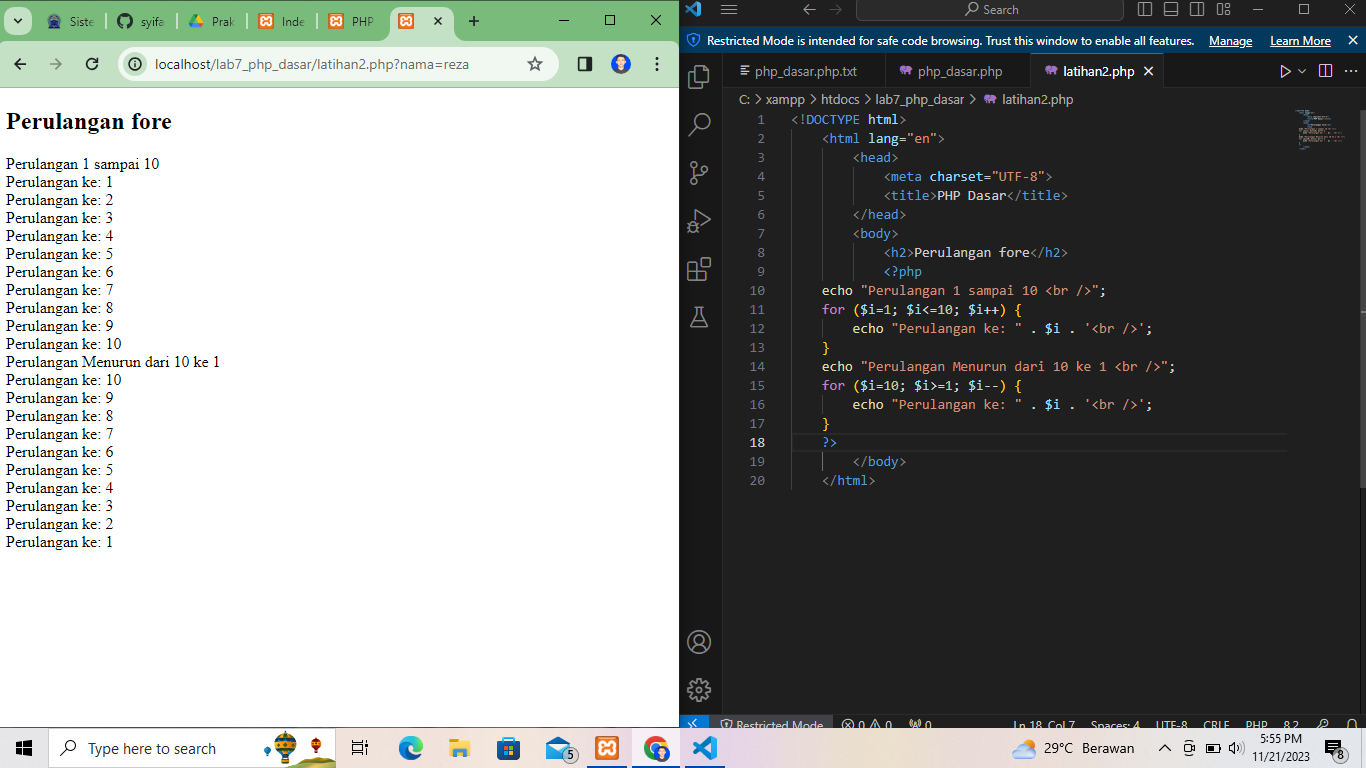 Siste
syifa
Prak
Inde
PHP
localhost/lab7_php_dasar/latihan2.php?nama=reza
Perulangan fore
Perulangan 1 sampai 10
Perulangan ke: 1
Perulangan ke: 2
Perulangan ke: 3
Perulangan ke: 4
Perulangan ke: 5
Perulangan ke: 6
Perulangan ke: 7
Perulangan ke: 8
Perulangan ke: 9
Perulangan ke: 10
Perulangan Menurun dari 10 ke 1
Perulangan ke: 10
Perulangan ke: 9
Perulangan ke: 8
Perulangan ke: 7
Perulangan ke: 6
Perulangan ke: 5
Perulangan ke: 4
Perulangan ke: 3
Perulangan ke: 2
Perulangan ke: 1
Search
Restricted Mode is intended for safe code browsing. Trust this window to enable all features. Manage Learn More
php_dasar.php.txt php_dasar.php latihan2.php
C: > xampp > htdocs > lab7_php_dasar > latihan2.php
1 <!DOCTYPE html>
2 <html lang="en">
3 <head>
4 <meta charset="UTF-8">
5 <title>PHP Dasar</title>
6 </head>
7 <body>
8 <h2>Perulangan fore</h2>
9 <?php
10 echo "Perulangan 1 sampai 10 <br />";
11 for ($i=1; $i<=10; $i++) {
12 echo "Perulangan ke: " . $i . '<br />';
13 }
14 echo "Perulangan Menurun dari 10 ke 1 <br />";
15 for ($i=10; $i>=1; $i--) {
16 echo "Perulangan ke: " . $i . '<br />';
17 }
18 ?>
19 </body>
20 </html>
Restricted Mode 0 0 0 Ln 18, Col 7 Spaces: 4 UTF-8 CRLF PHP 8.2
Type here to search
5
29°C Berawan
5:55 PM
11/21/2023
8